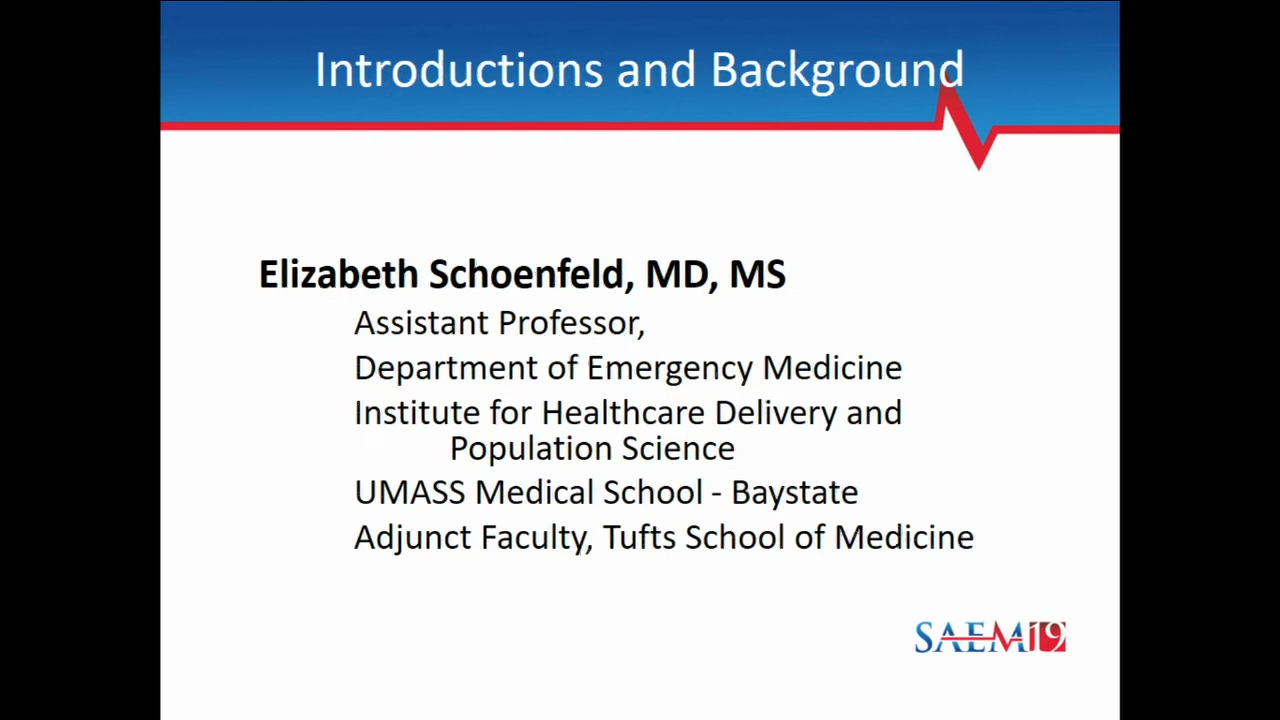 Introductions and Background
Elizabeth Schoenfeld, MD, MS
Assistant Professor,
Department of Emergency Medicine
Institute for Healthcare Delivery and
Population Science
UMASS Medical School - Baystate
Adjunct Faculty, Tufts School of Medicine
SAEM19